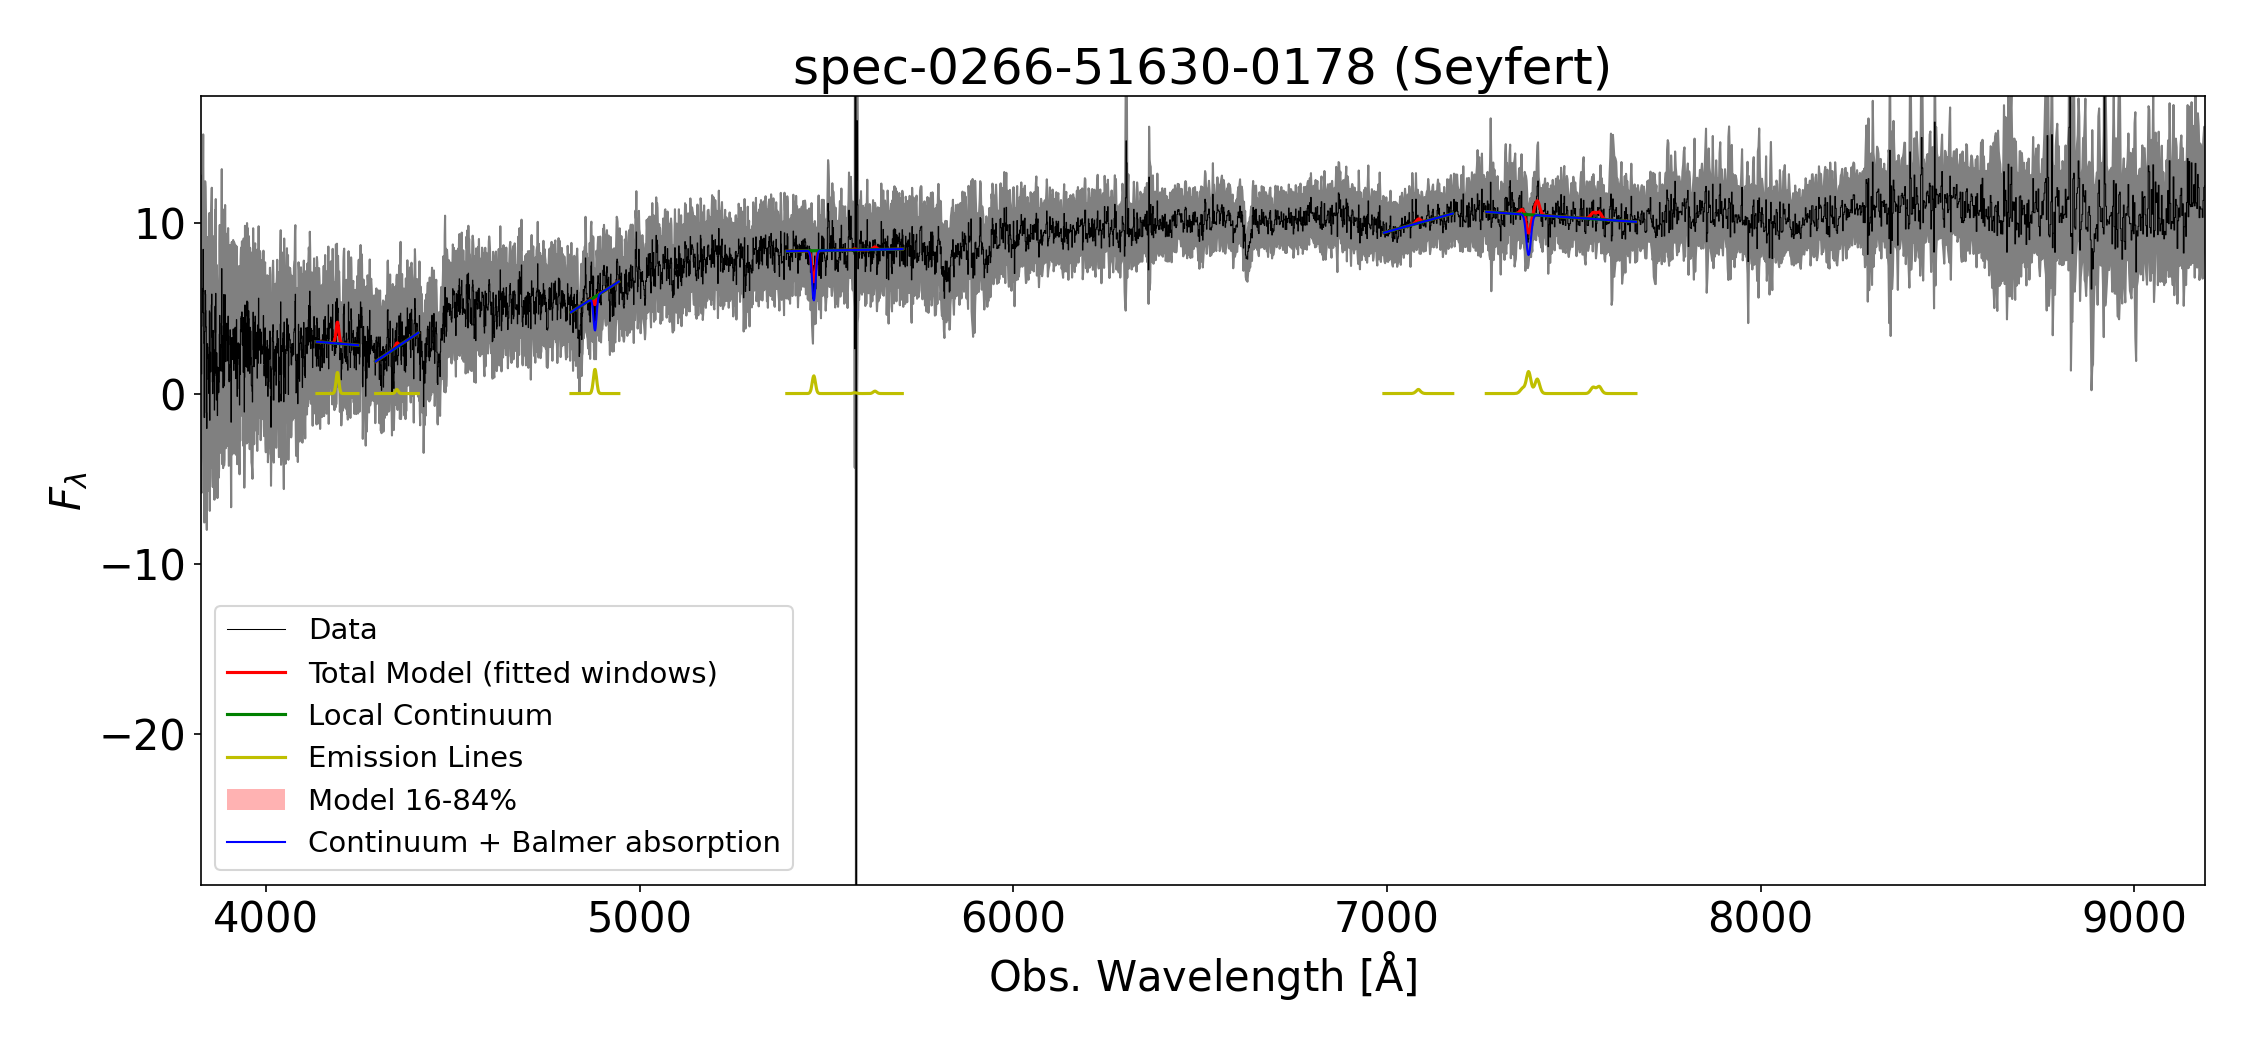 spec-0266-51630-0178 (Seyfert)
10
0
−10
−20
F_λ
Data
Total Model (fitted windows)
Local Continuum
Emission Lines
Model 16-84%
Continuum + Balmer absorption
4000 5000 6000 7000 8000 9000
Obs. Wavelength [Å]